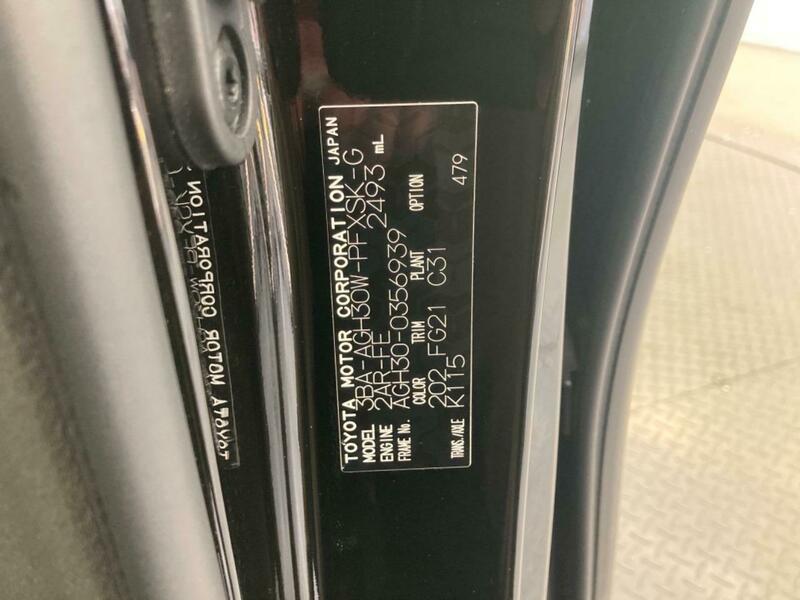 TOYOTA MOTOR CORPORATION JAPAN
MODEL 3BA-AGH30W-PFXSK-G
ENGINE 2AR-FE 2493 mL
FRAME No. AGH30-0356939
COLOR TRIM PLANT OPTION
202 FG21 C31 479
TRANS./AXLE K115